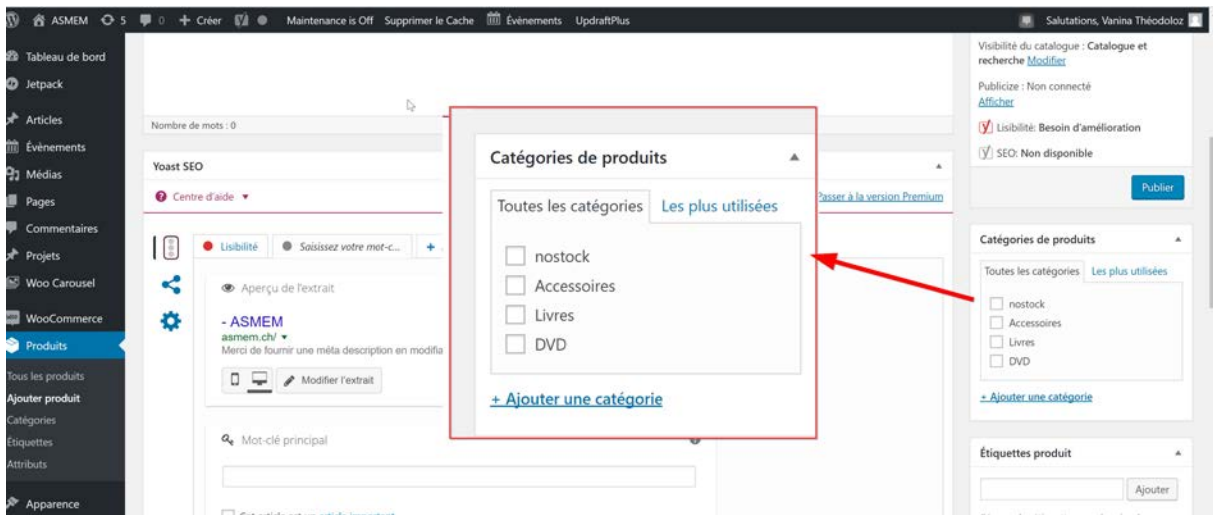 ASMEM 5 0 + Créer Maintenance is Off Supprimer le Cache Évènements UpdraftPlus Salutations, Vanina Théodoloz
Tableau de bord
Jetpack
Articles
Évènements
Médias
Pages
Commentaires
Projets
Woo Carousel
WooCommerce
Produits
Tous les produits
Ajouter produit
Catégories
Étiquettes
Attributs
Apparence
Nombre de mots : 0
Yoast SEO
Centre d'aide
Passer à la version Premium
Lisibilité
Saisissez votre mot-c...
+
Aperçu de l'extrait
- ASMEM
asmem.ch/
Merci de fournir une méta description en modifia
Modifier l'extrait
Mot-clé principal
Catégories de produits
Toutes les catégories Les plus utilisées
nostock
Accessoires
Livres
DVD
+ Ajouter une catégorie
Visibilité du catalogue : Catalogue et
recherche Modifier
Publicize : Non connecté
Afficher
Lisibilité: Besoin d'amélioration
SEO: Non disponible
Publier
Catégories de produits
Toutes les catégories Les plus utilisées
nostock
Accessoires
Livres
DVD
+ Ajouter une catégorie
Étiquettes produit
Ajouter